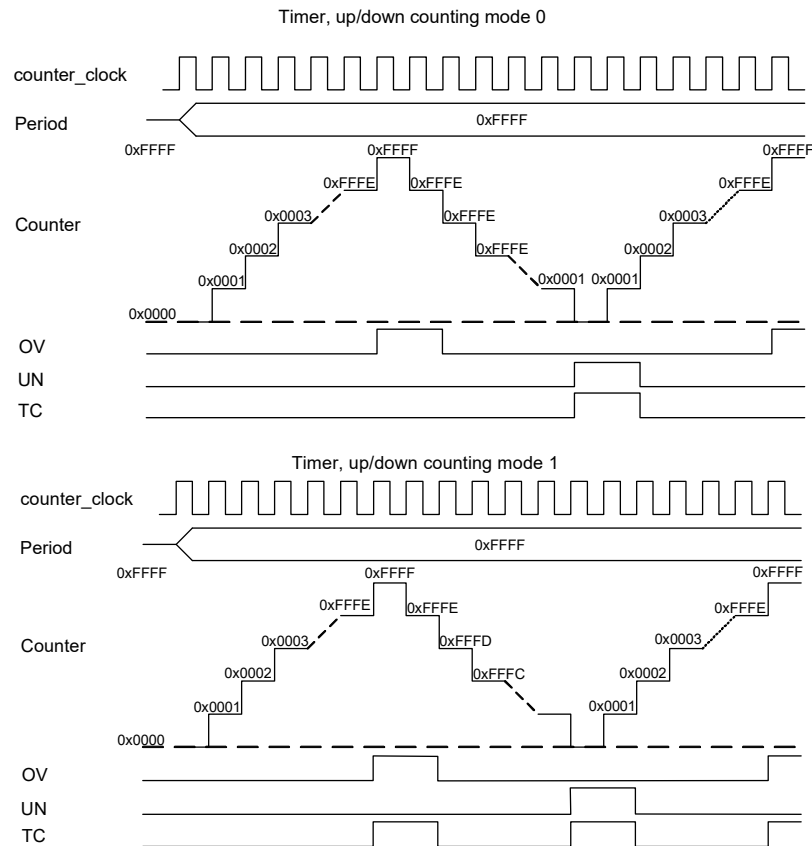 Timer, up/down counting mode 0
counter_clock
Period
0xFFFF
0xFFFF
0xFFFF
0xFFFF
0xFFFE
0xFFFE
0xFFFE
Counter
0x0003
0xFFFE
0x0003
0x0002
0xFFFE
0x0002
0x0001
0x0001
0x0001
0x0000
OV
UN
TC
Timer, up/down counting mode 1
counter_clock
Period
0xFFFF
0xFFFF
0xFFFF
0xFFFF
0xFFFE
0xFFFE
0xFFFE
Counter
0x0003
0xFFFD
0x0003
0x0002
0xFFFC
0x0002
0x0001
0x0001
0x0000
OV
UN
TC